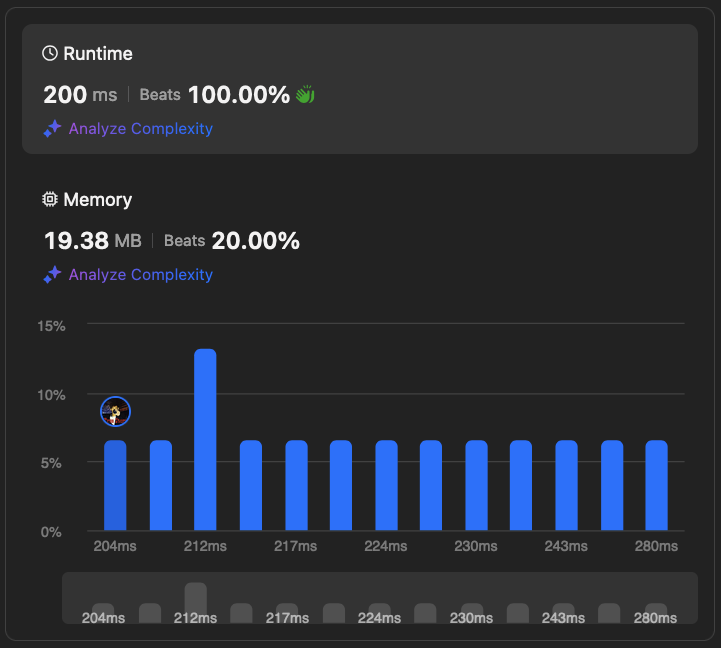 Runtime
200 ms | Beats 100.00%
Analyze Complexity
Memory
19.38 MB | Beats 20.00%
Analyze Complexity
15%
10%
5%
0%
204ms 212ms 217ms 224ms 230ms 243ms 280ms
204ms 212ms 217ms 224ms 230ms 243ms 280ms